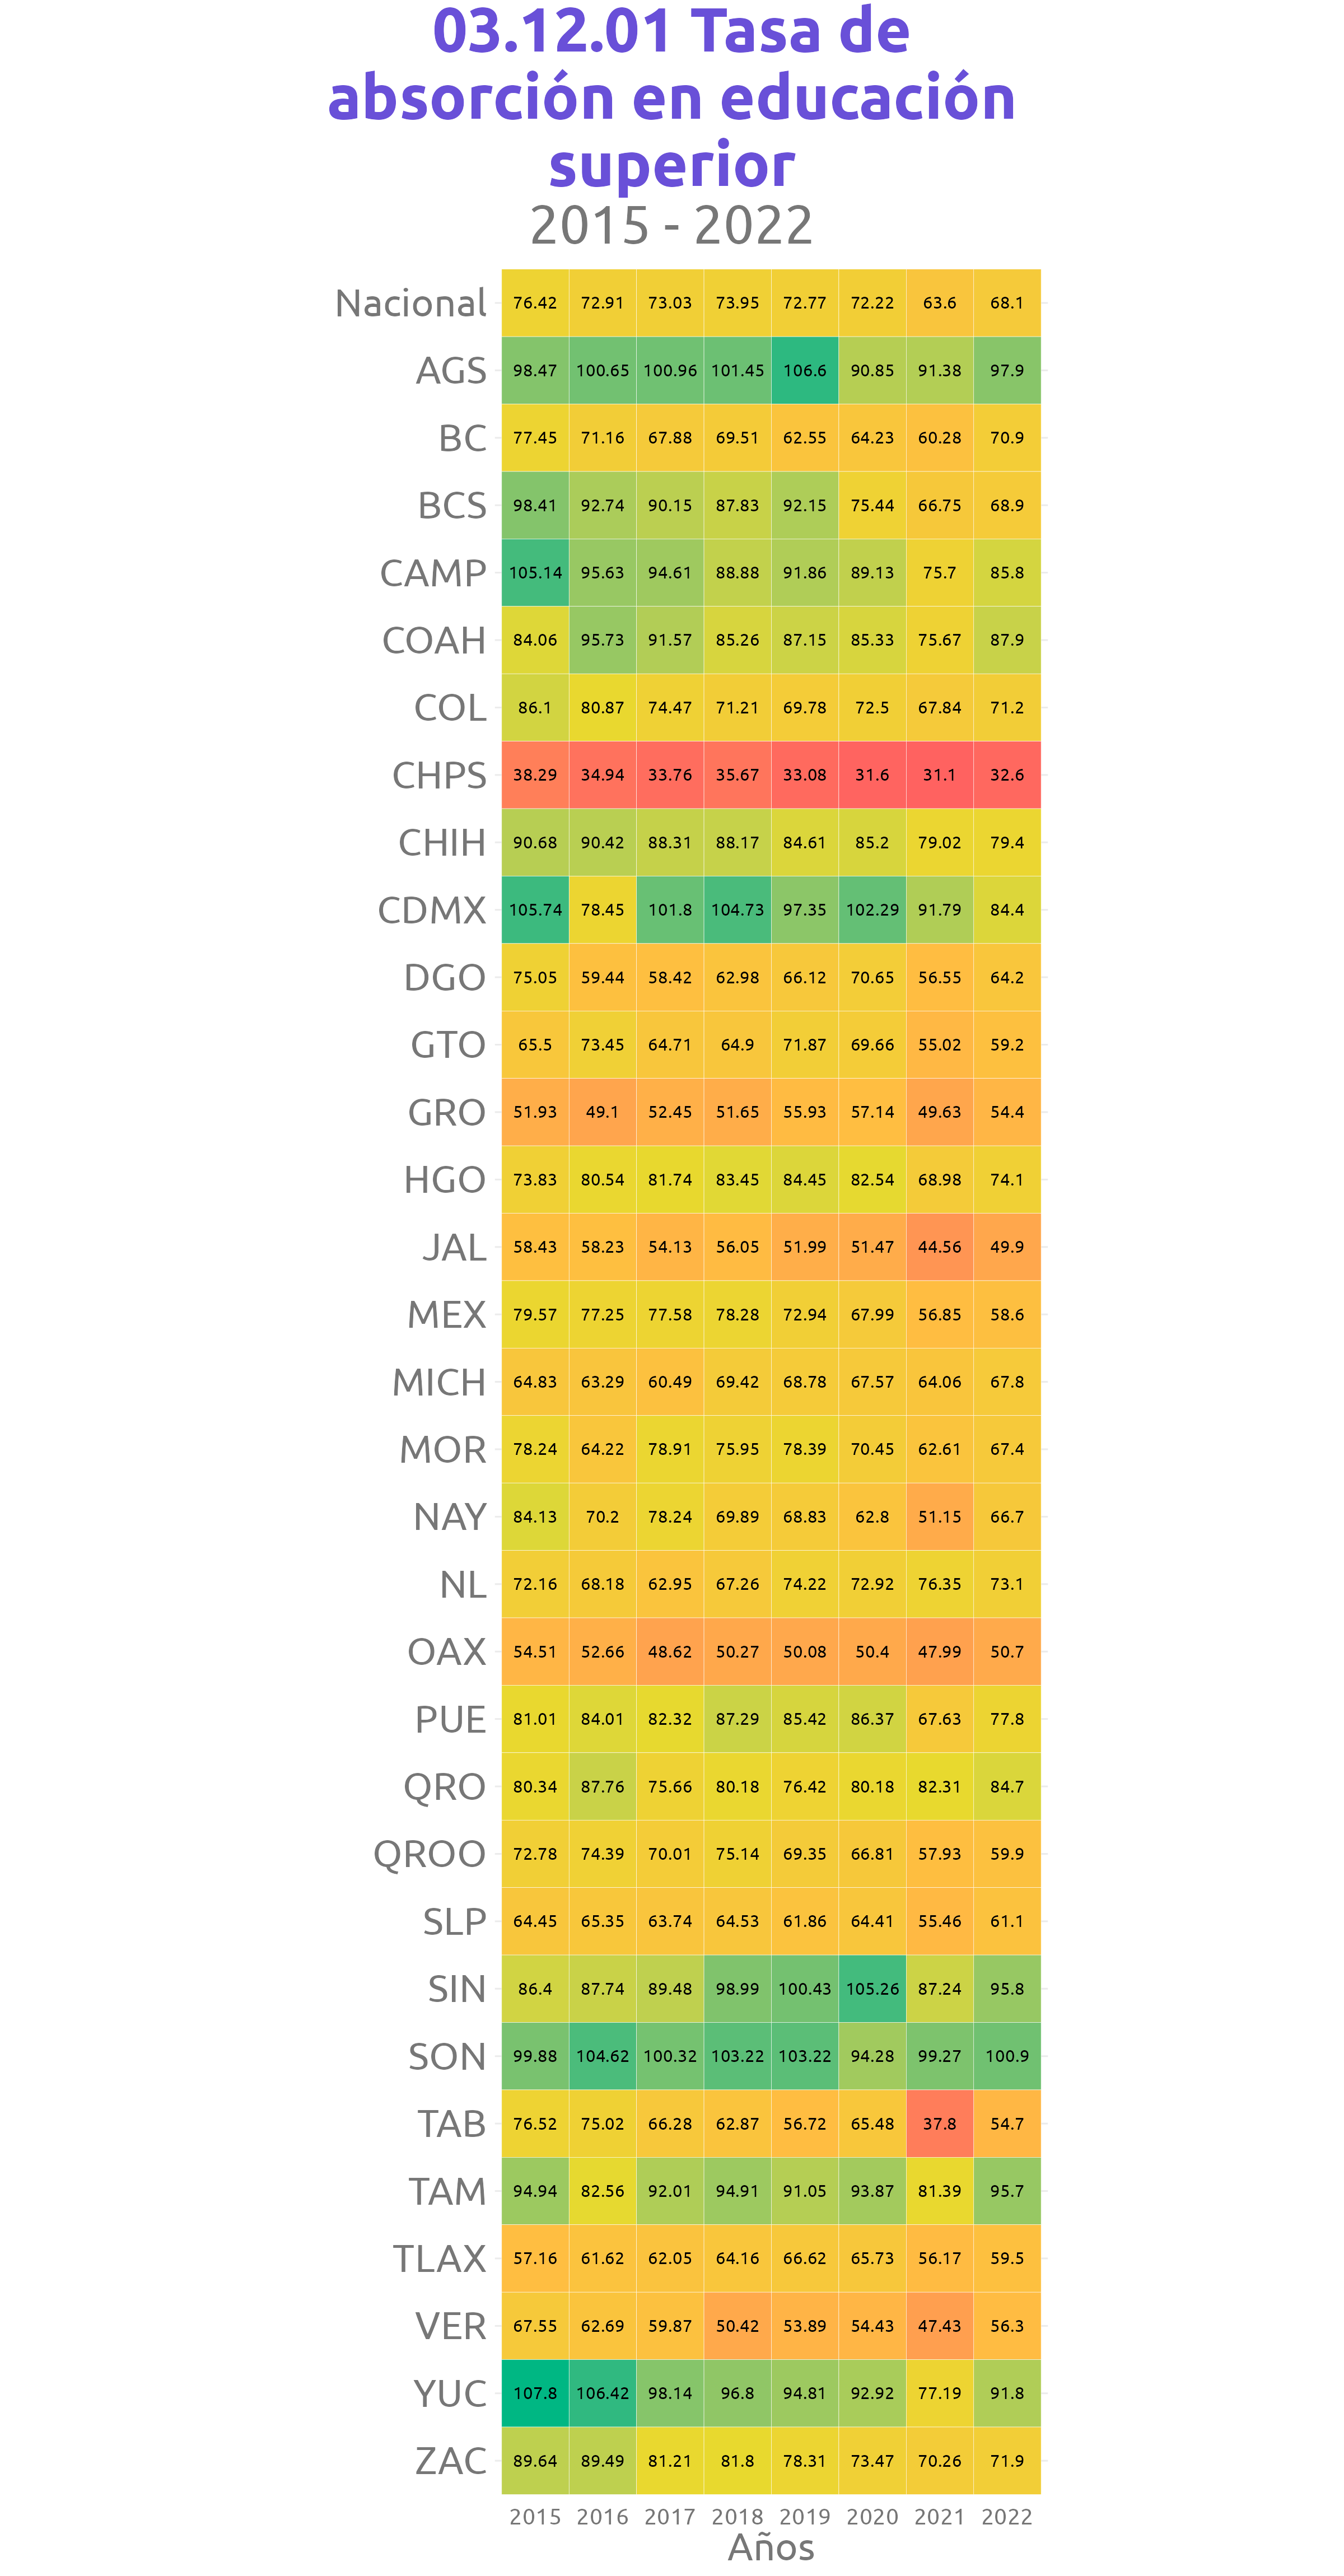 03.12.01 Tasa de
absorción en educación
superior
2015 - 2022
Nacional 76.42 72.91 73.03 73.95 72.77 72.22 63.6 68.1
AGS 98.47 100.65 100.96 101.45 106.6 90.85 91.38 97.9
BC 77.45 71.16 67.88 69.51 62.55 64.23 60.28 70.9
BCS 98.41 92.74 90.15 87.83 92.15 75.44 66.75 68.9
CAMP 105.14 95.63 94.61 88.88 91.86 89.13 75.7 85.8
COAH 84.06 95.73 91.57 85.26 87.15 85.33 75.67 87.9
COL 86.1 80.87 74.47 71.21 69.78 72.5 67.84 71.2
CHPS 38.29 34.94 33.76 35.67 33.08 31.6 31.1 32.6
CHIH 90.68 90.42 88.31 88.17 84.61 85.2 79.02 79.4
CDMX 105.74 78.45 101.8 104.73 97.35 102.29 91.79 84.4
DGO 75.05 59.44 58.42 62.98 66.12 70.65 56.55 64.2
GTO 65.5 73.45 64.71 64.9 71.87 69.66 55.02 59.2
GRO 51.93 49.1 52.45 51.65 55.93 57.14 49.63 54.4
HGO 73.83 80.54 81.74 83.45 84.45 82.54 68.98 74.1
JAL 58.43 58.23 54.13 56.05 51.99 51.47 44.56 49.9
MEX 79.57 77.25 77.58 78.28 72.94 67.99 56.85 58.6
MICH 64.83 63.29 60.49 69.42 68.78 67.57 64.06 67.8
MOR 78.24 64.22 78.91 75.95 78.39 70.45 62.61 67.4
NAY 84.13 70.2 78.24 69.89 68.83 62.8 51.15 66.7
NL 72.16 68.18 62.95 67.26 74.22 72.92 76.35 73.1
OAX 54.51 52.66 48.62 50.27 50.08 50.4 47.99 50.7
PUE 81.01 84.01 82.32 87.29 85.42 86.37 67.63 77.8
QRO 80.34 87.76 75.66 80.18 76.42 80.18 82.31 84.7
QROO 72.78 74.39 70.01 75.14 69.35 66.81 57.93 59.9
SLP 64.45 65.35 63.74 64.53 61.86 64.41 55.46 61.1
SIN 86.4 87.74 89.48 98.99 100.43 105.26 87.24 95.8
SON 99.88 104.62 100.32 103.22 103.22 94.28 99.27 100.9
TAB 76.52 75.02 66.28 62.87 56.72 65.48 37.8 54.7
TAM 94.94 82.56 92.01 94.91 91.05 93.87 81.39 95.7
TLAX 57.16 61.62 62.05 64.16 66.62 65.73 56.17 59.5
VER 67.55 62.69 59.87 50.42 53.89 54.43 47.43 56.3
YUC 107.8 106.42 98.14 96.8 94.81 92.92 77.19 91.8
ZAC 89.64 89.49 81.21 81.8 78.31 73.47 70.26 71.9
2015 2016 2017 2018 2019 2020 2021 2022
Años